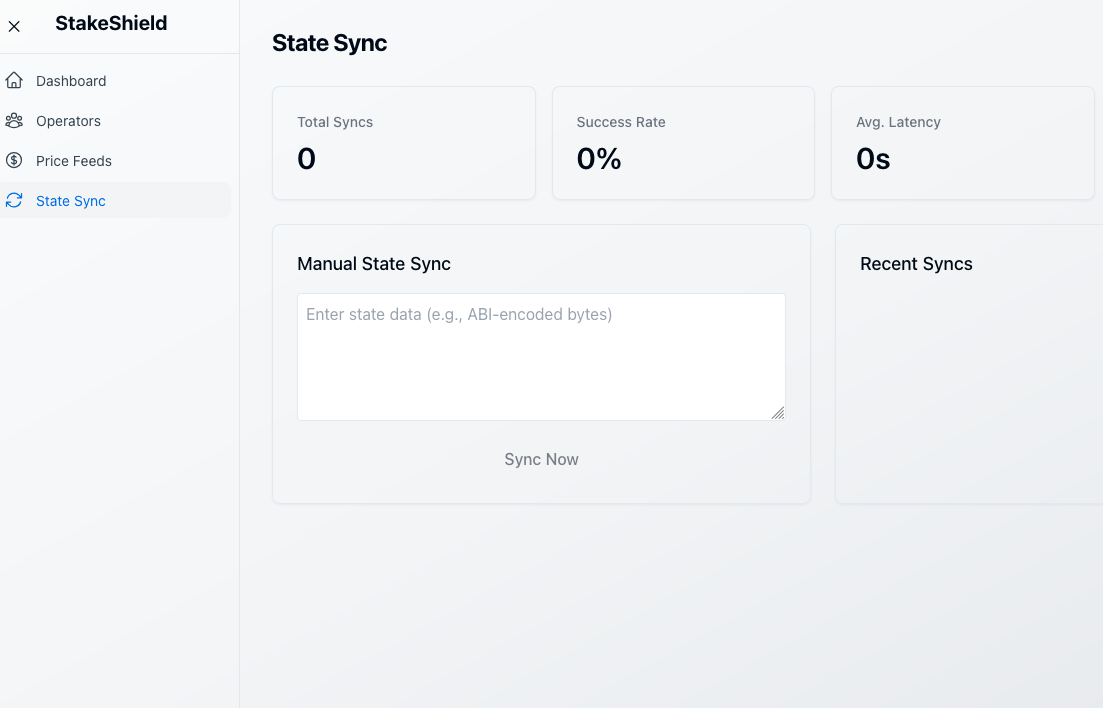 StakeShield
Dashboard
Operators
Price Feeds
State Sync
State Sync
Total Syncs
0
Success Rate
0%
Avg. Latency
0s
Manual State Sync
Enter state data (e.g., ABI-encoded bytes)
Sync Now
Recent Syncs